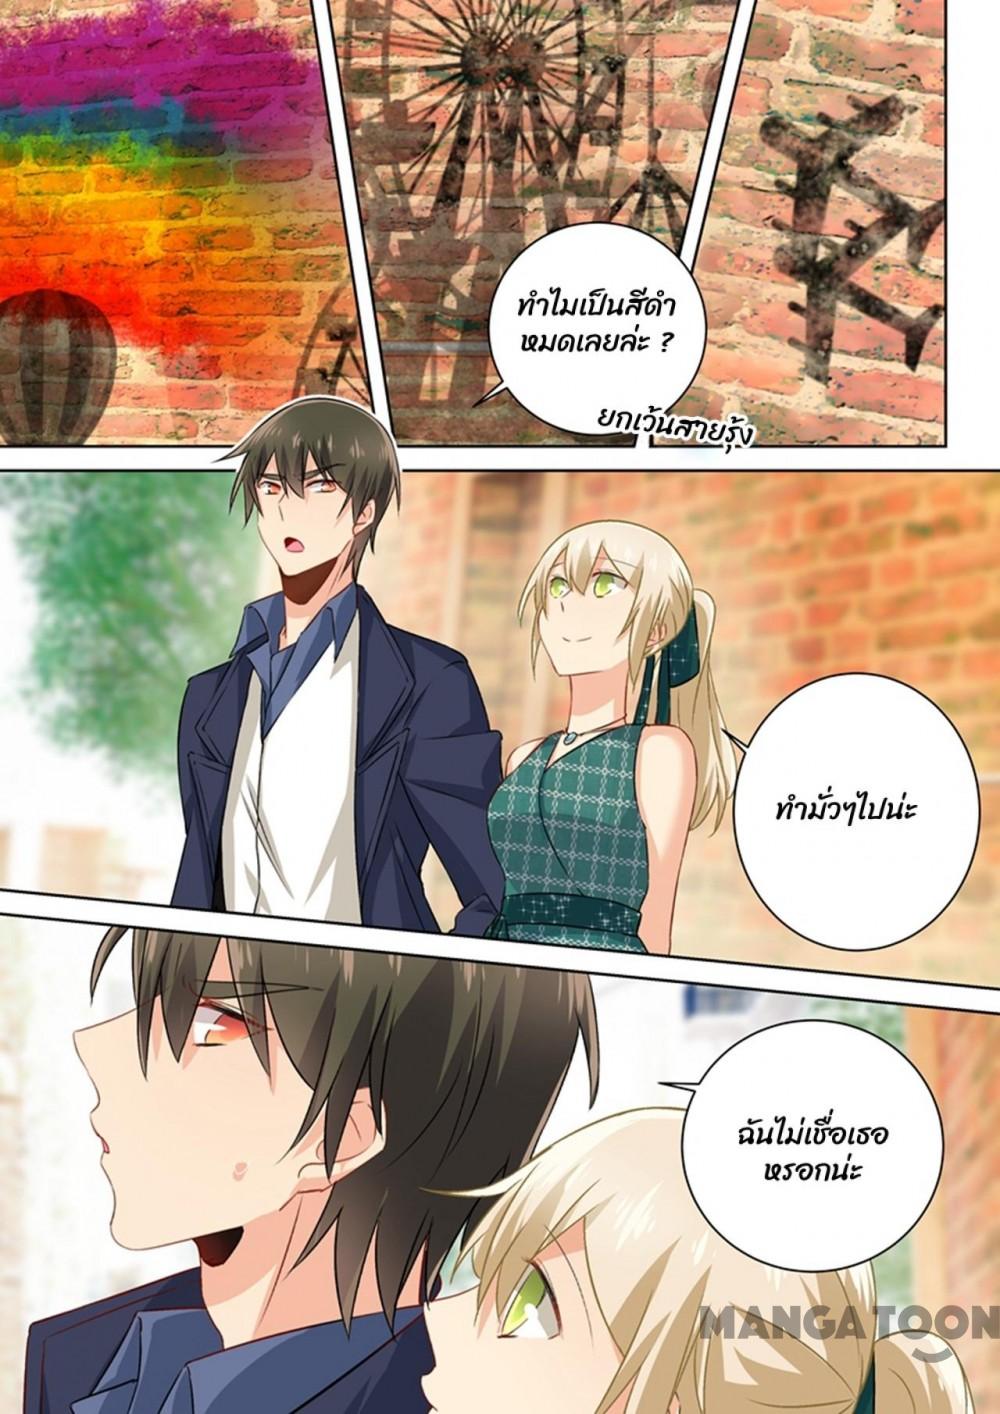 ทำไมเป็นสีดำ
หมดเลยล่ะ ?
ยกเว้นสายรุ้ง
ทำมั่วๆไปน่ะ
ฉันไม่เชื่อเธอ
หรอกน่ะ
MANGATOON